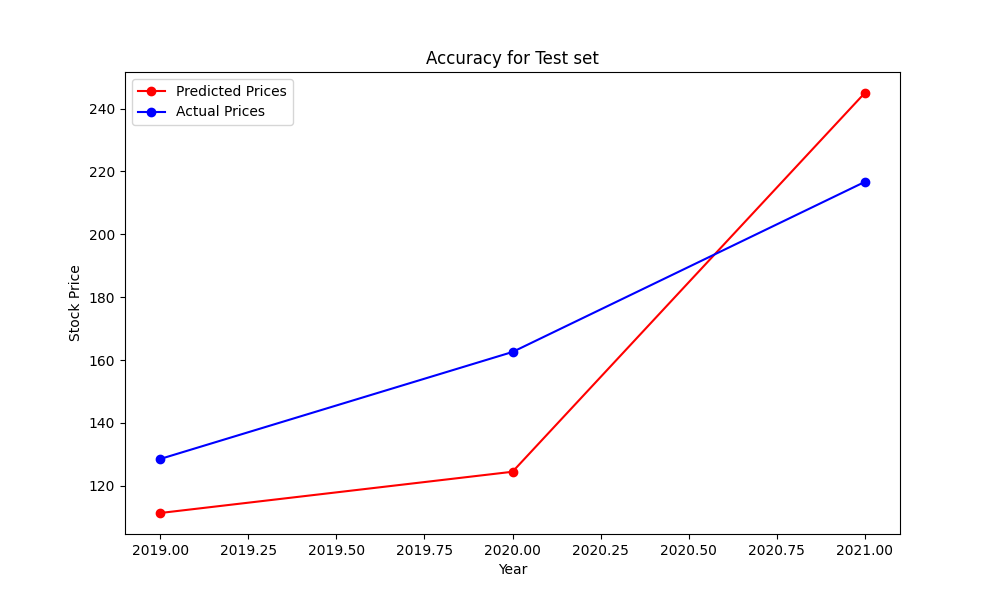 Accuracy for Test set
Predicted Prices
Actual Prices
240
220
200
180
160
140
120
Stock Price
2019.00 2019.25 2019.50 2019.75 2020.00 2020.25 2020.50 2020.75 2021.00
Year